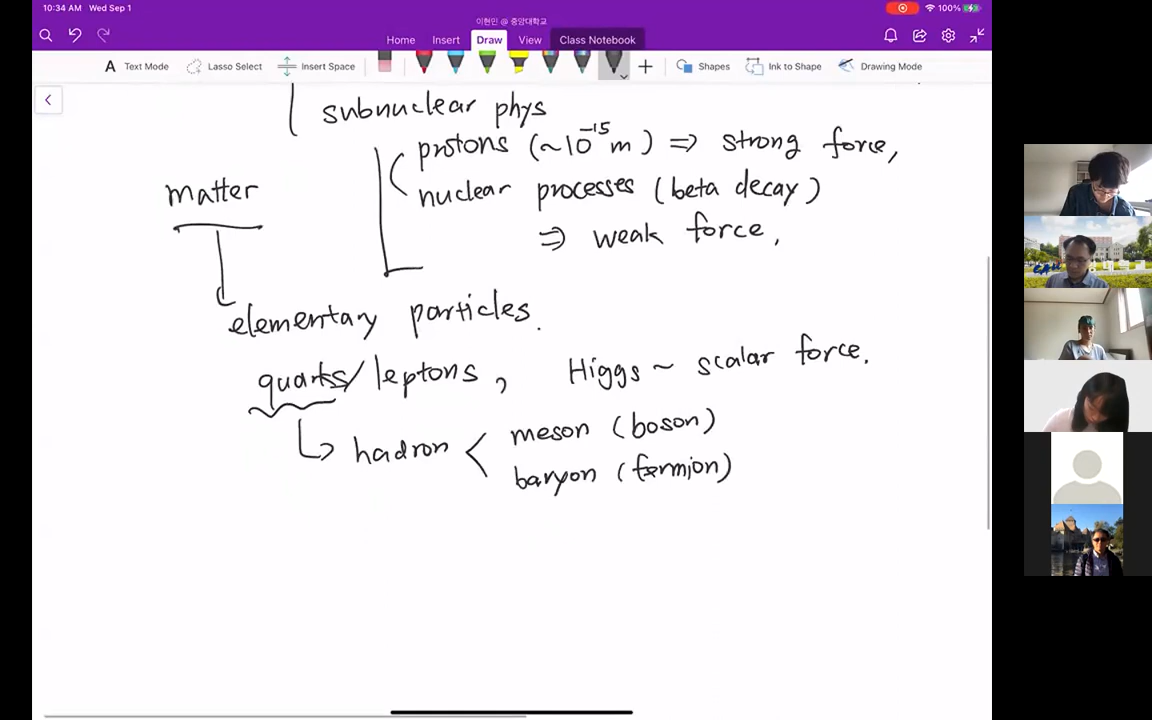 10:34 AM Wed Sep 1
100%
이현민 @ 중앙대학교
Home Insert Draw View Class Notebook
Text Mode Lasso Select Insert Space Shapes Ink to Shape Drawing Mode
subnuclear phys
protons (~10⁻¹⁵ m) ⇒ strong force,
nuclear processes (beta decay)
matter
⇒ weak force,
elementary particles.
quarks/leptons, Higgs ~ scalar force.
↳ hadron < meson (boson)
baryon (fermion)